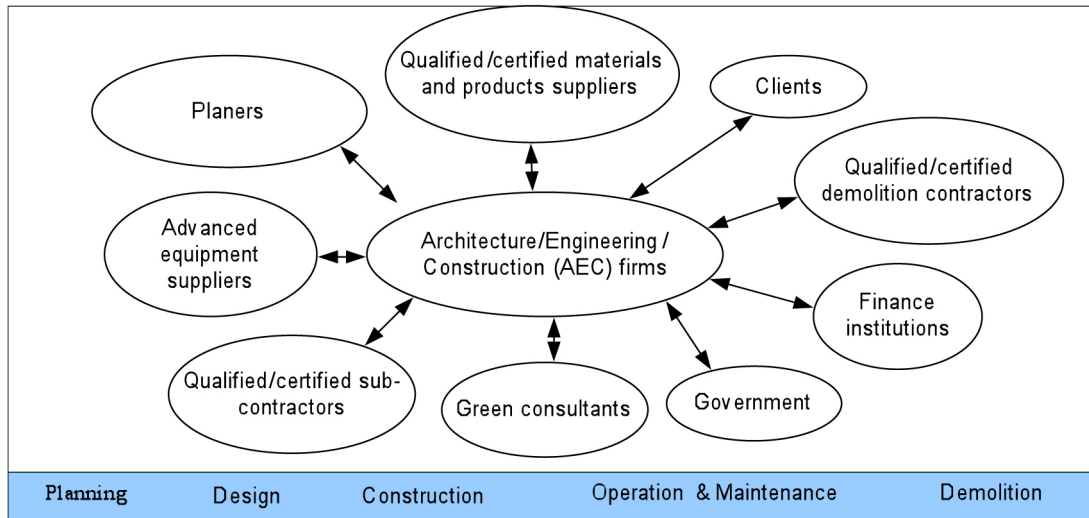 Qualified/certified materials
and products suppliers
Clients
Planers
Qualified/certified
demolition contractors
Advanced
equipment
suppliers
Architecture/Engineering /
Construction (AEC) firms
Finance
institutions
Qualified/certified sub-
contractors
Green consultants
Government
Planning Design Construction Operation & Maintenance Demolition